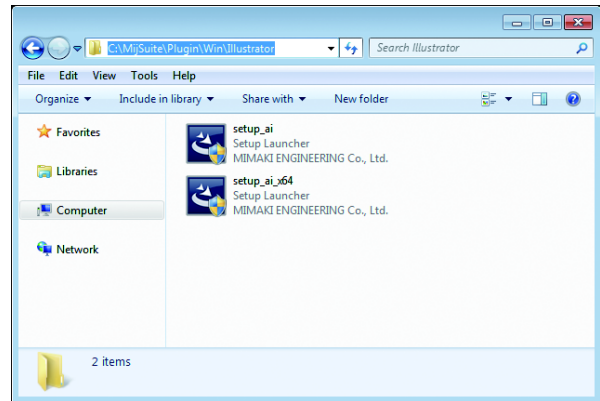 C:\MijSuite\Plugin\Win\Illustrator
Search Illustrator
File Edit View Tools Help
Organize Include in library Share with New folder
Favorites
Libraries
Computer
Network
setup_ai
Setup Launcher
MIMAKI ENGINEERING Co., Ltd.
setup_ai_x64
Setup Launcher
MIMAKI ENGINEERING Co., Ltd.
2 items